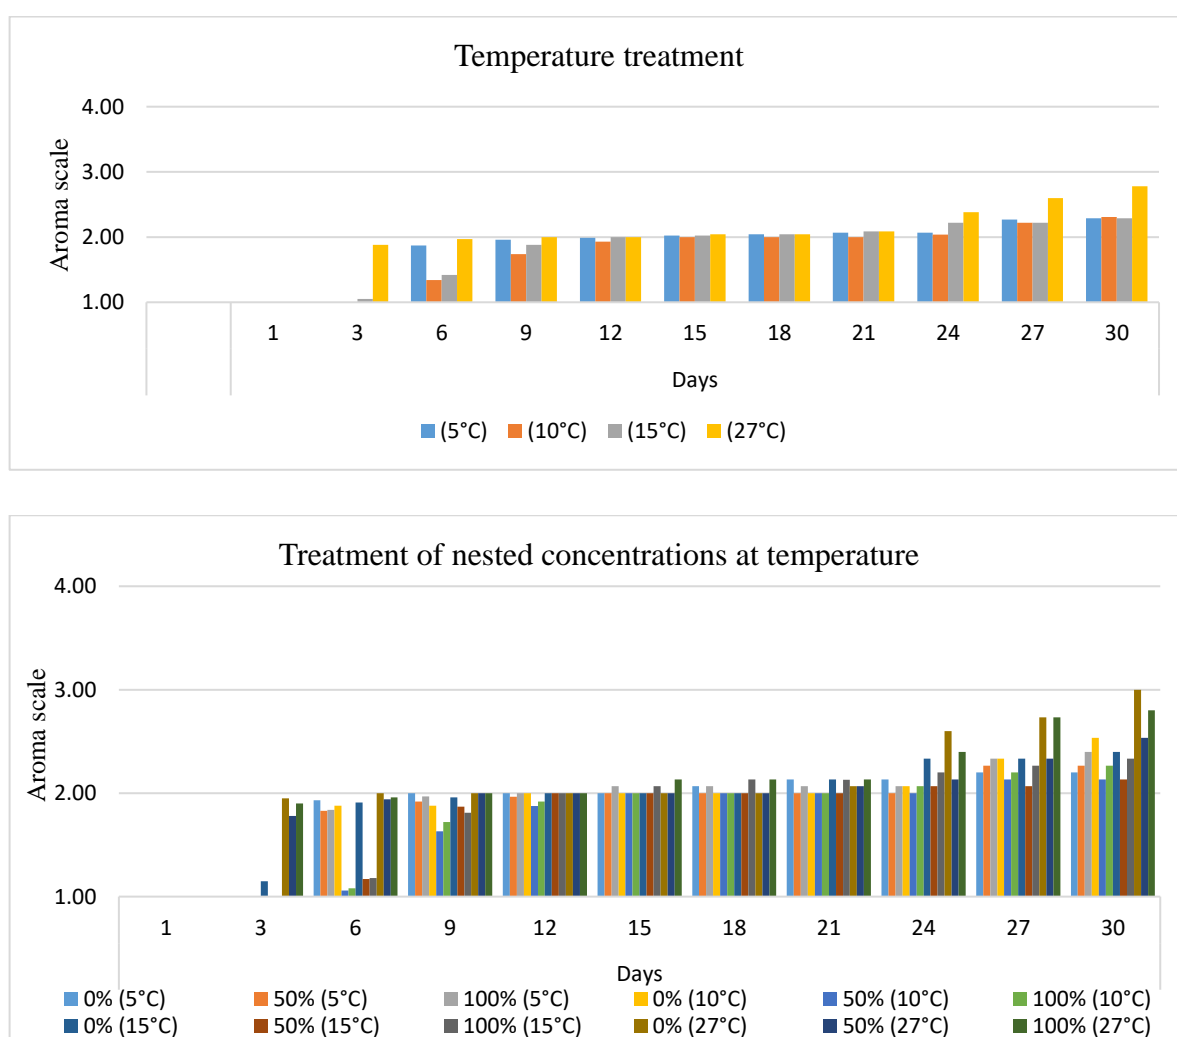 Temperature treatment
4.00
3.00
2.00
1.00
Aroma scale
1 3 6 9 12 15 18 21 24 27 30
Days
(5°C) (10°C) (15°C) (27°C)
Treatment of nested concentrations at temperature
4.00
3.00
2.00
1.00
Aroma scale
1 3 6 9 12 15 18 21 24 27 30
Days
0% (5°C) 50% (5°C) 100% (5°C) 0% (10°C) 50% (10°C) 100% (10°C)
0% (15°C) 50% (15°C) 100% (15°C) 0% (27°C) 50% (27°C) 100% (27°C)